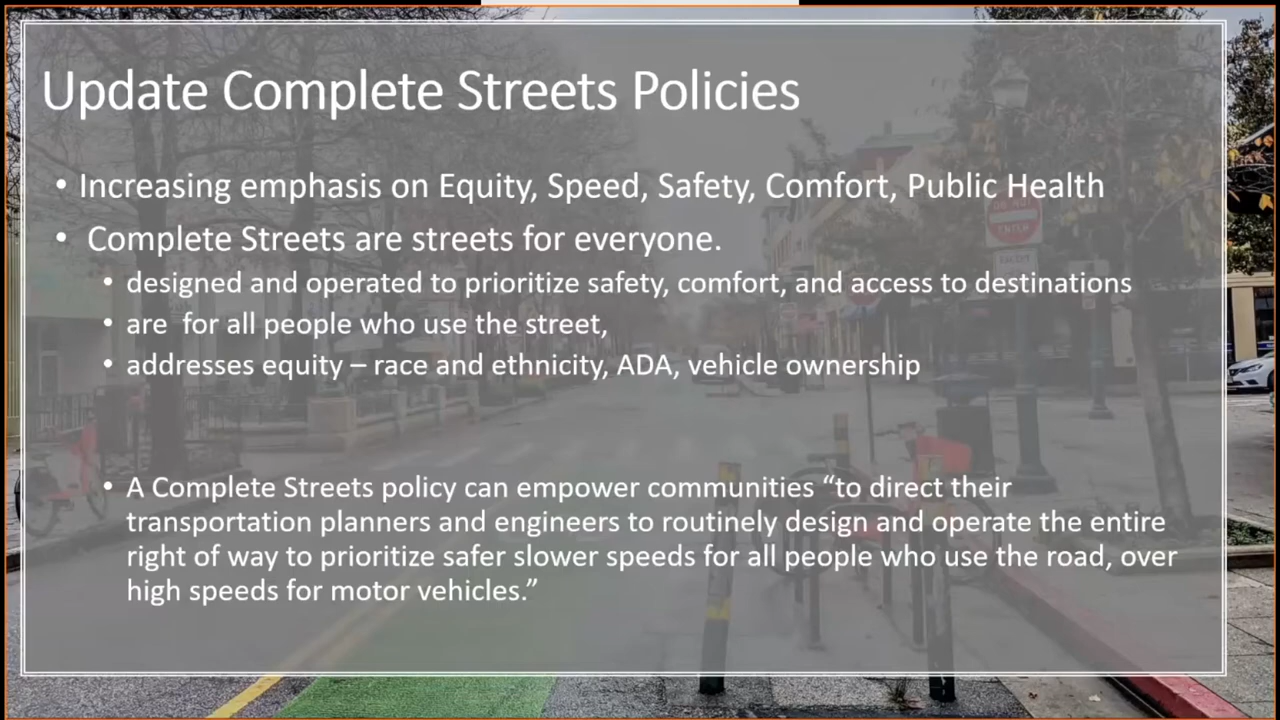 Update Complete Streets Policies
• Increasing emphasis on Equity, Speed, Safety, Comfort, Public Health
• Complete Streets are streets for everyone.
• designed and operated to prioritize safety, comfort, and access to destinations
• are for all people who use the street,
• addresses equity – race and ethnicity, ADA, vehicle ownership
• A Complete Streets policy can empower communities “to direct their
transportation planners and engineers to routinely design and operate the entire
right of way to prioritize safer slower speeds for all people who use the road, over
high speeds for motor vehicles.”
DO NOT
ENTER